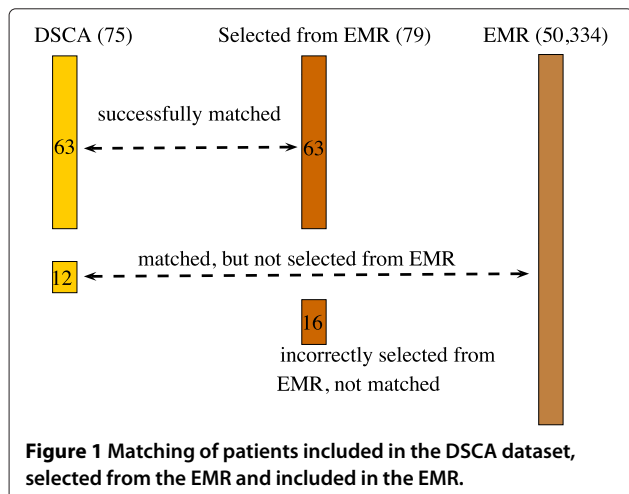 DSCA (75) Selected from EMR (79) EMR (50,334)
successfully matched
63 63
matched, but not selected from EMR
12
16
incorrectly selected from
EMR, not matched
Figure 1 Matching of patients included in the DSCA dataset,
selected from the EMR and included in the EMR.